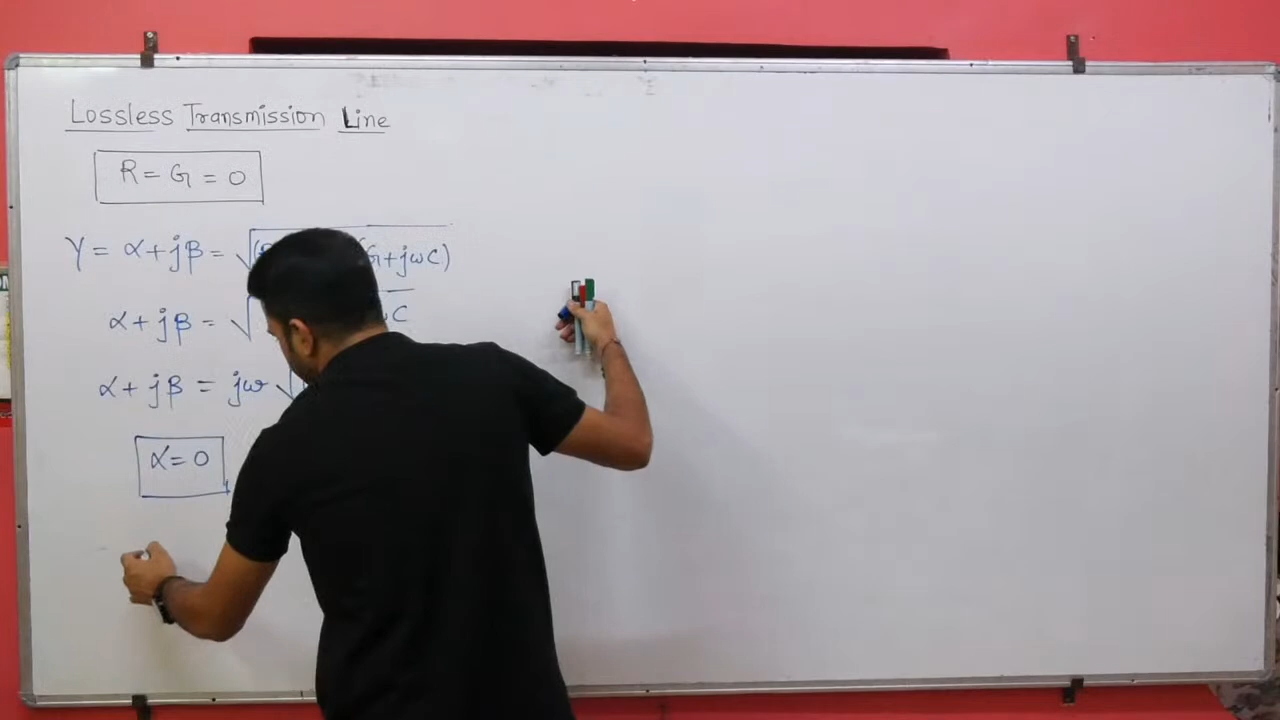 Lossless Transmission Line
R = G = 0
γ = α + jβ = √( G + jωC)
α + jβ = √ C
α + jβ = jω √
α = 0